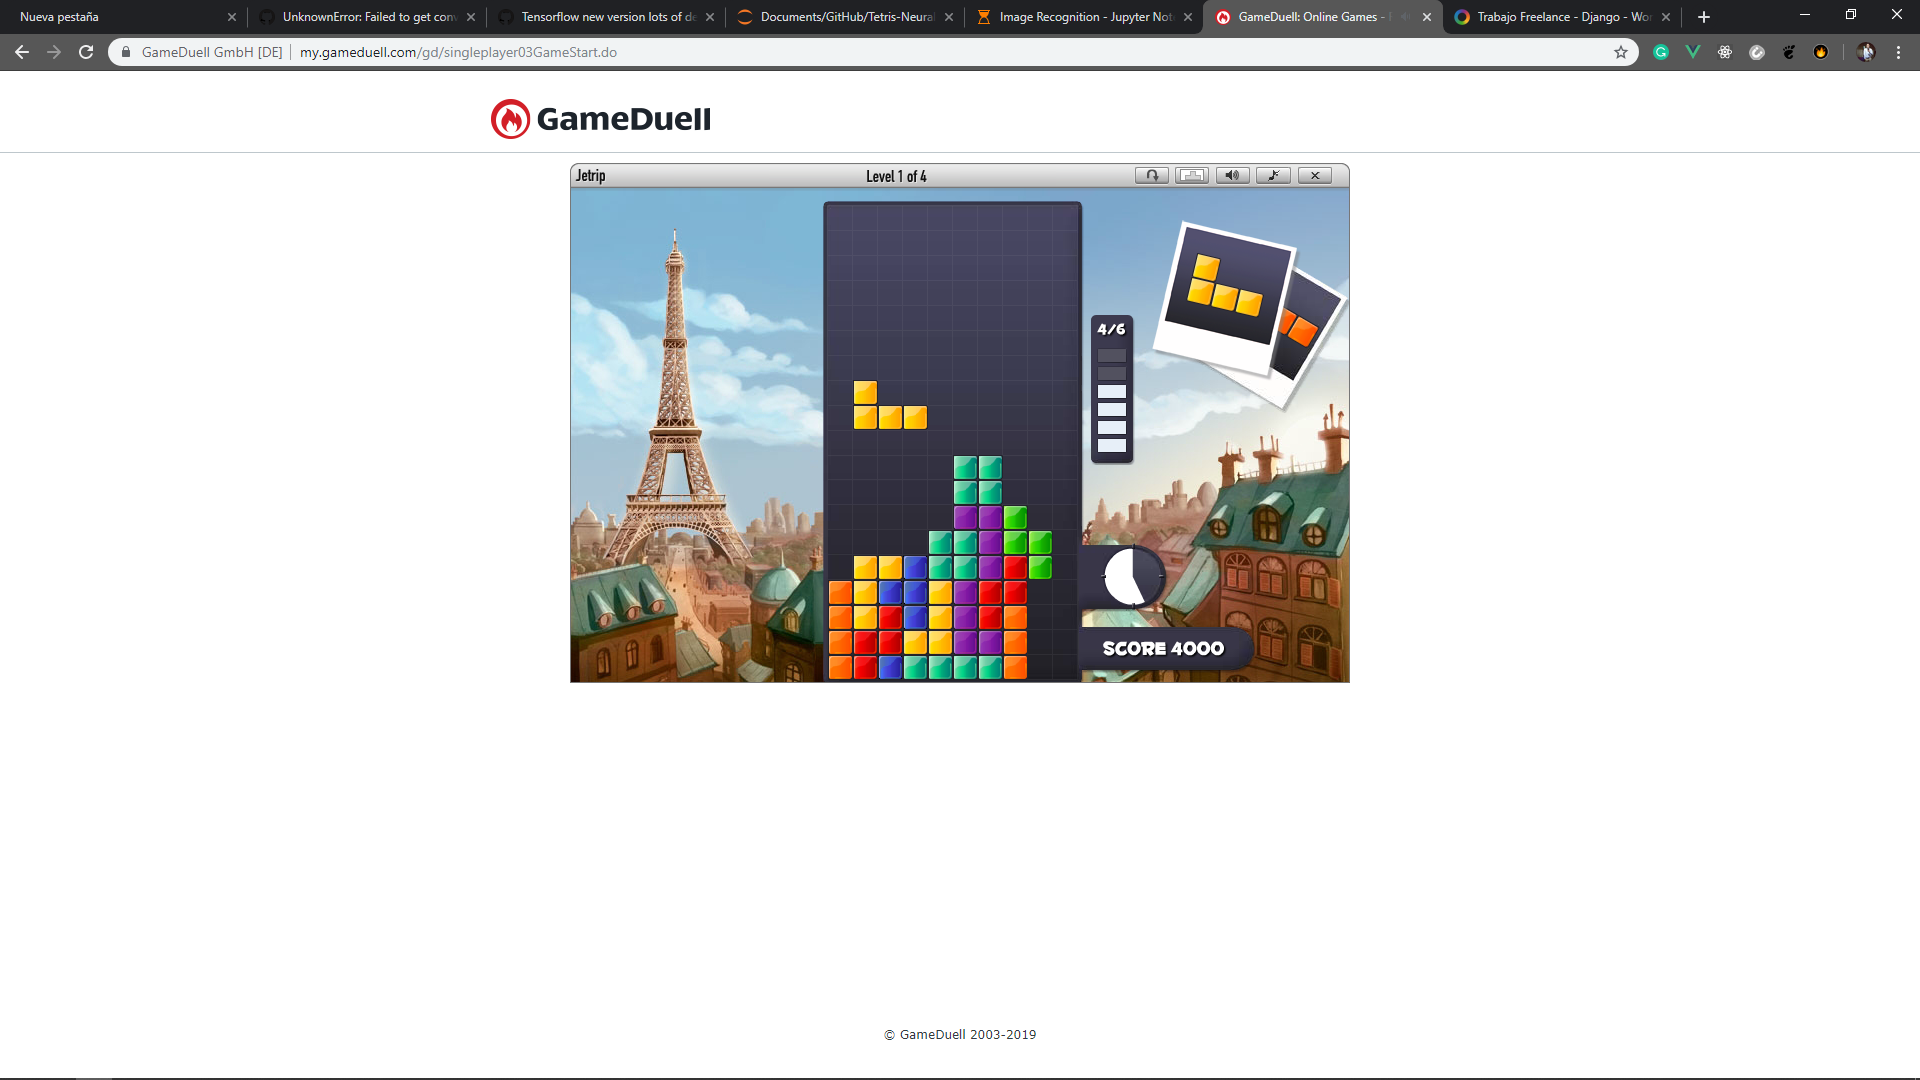 Nueva pestaña
UnknownError: Failed to get con
Tensorflow new version lots of de
Documents/GitHub/Tetris-Neura
Image Recognition - Jupyter Not
GameDuell: Online Games -
Trabajo Freelance - Django - Wo
GameDuell GmbH [DE]
my.gameduell.com/gd/singleplayer03GameStart.do
GameDuell
Jetrip
Level 1 of 4
4/6
SCORE 4000
© GameDuell 2003-2019